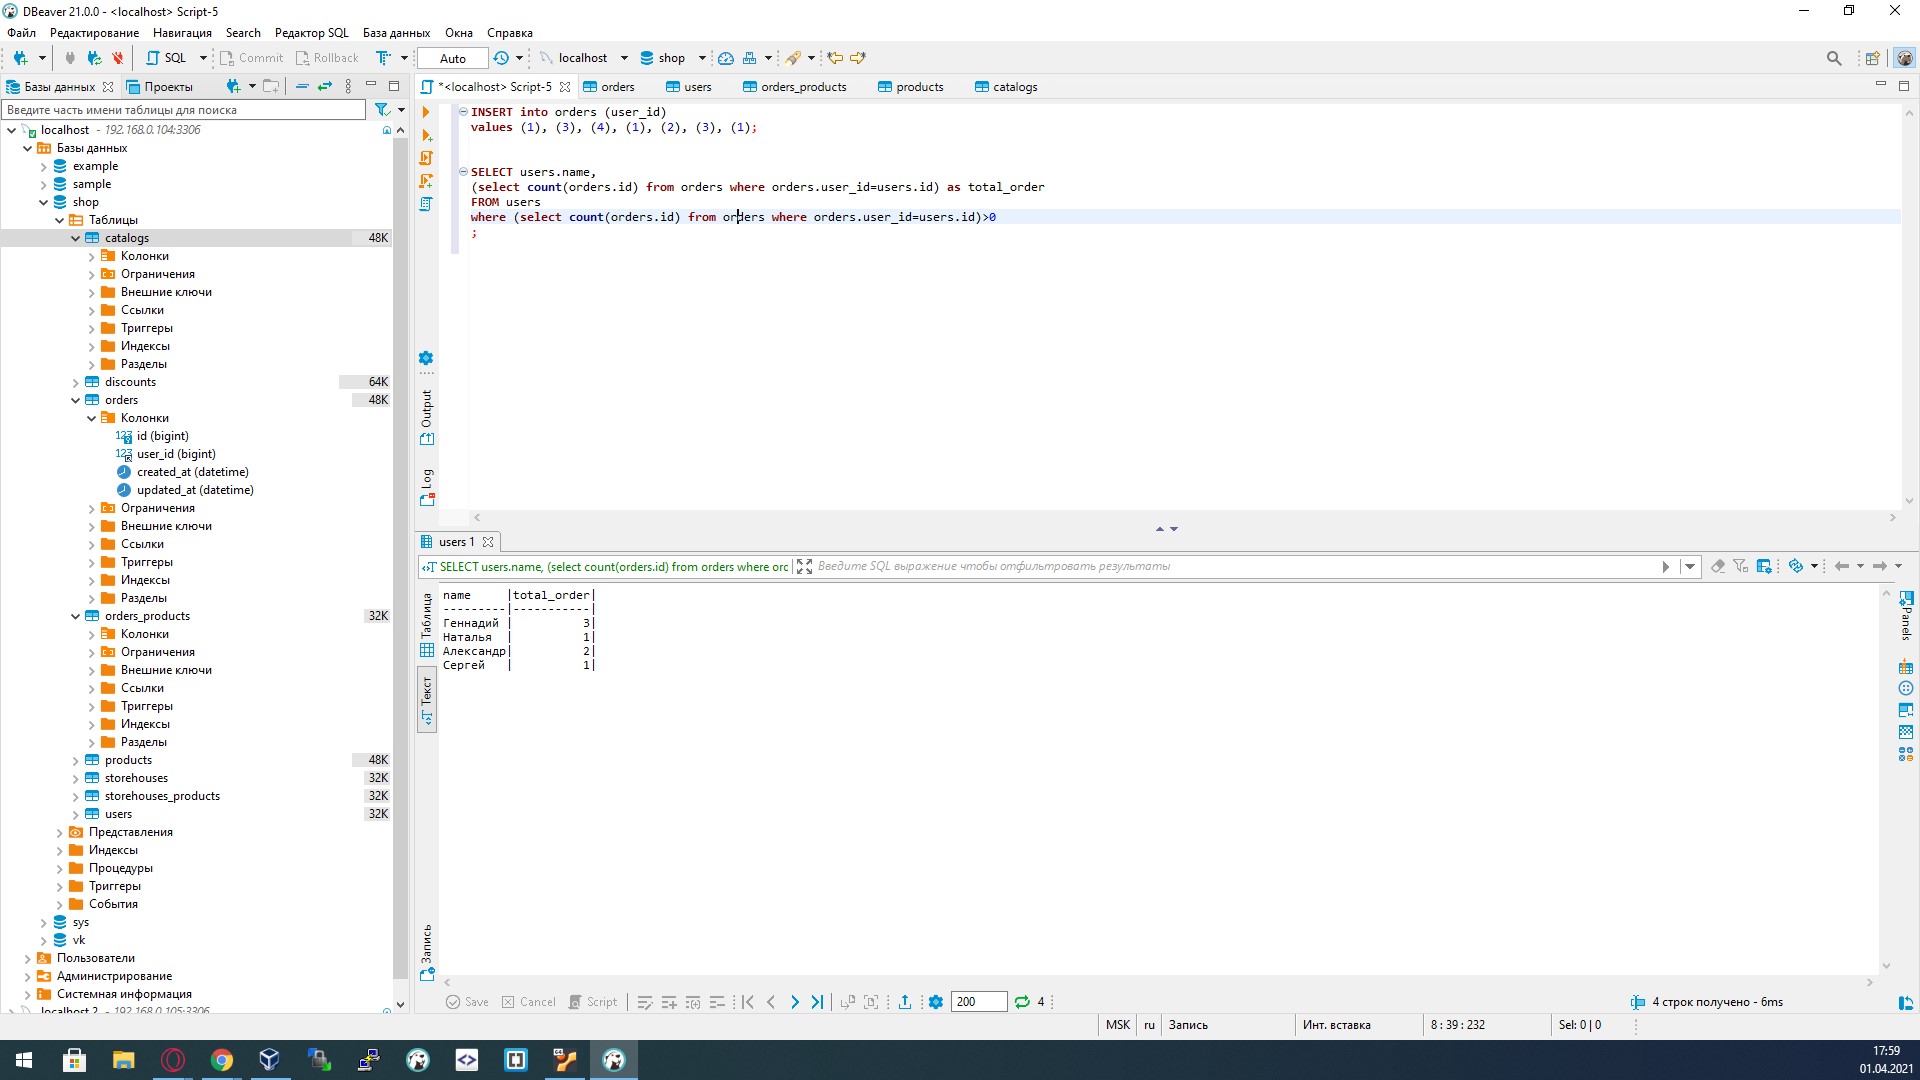 DBeaver 21.0.0 - <localhost> Script-5
Файл Редактирование Навигация Search Редактор SQL База данных Окна Справка
SQL Commit Rollback Auto localhost shop
Базы данных Проекты
*<localhost> Script-5 orders users orders_products products catalogs
Введите часть имени таблицы для поиска
localhost - 192.168.0.104:3306
Базы данных
example
sample
shop
Таблицы
catalogs 48K
Колонки
Ограничения
Внешние ключи
Ссылки
Триггеры
Индексы
Разделы
discounts 64K
orders 48K
Колонки
id (bigint)
user_id (bigint)
created_at (datetime)
updated_at (datetime)
Ограничения
Внешние ключи
Ссылки
Триггеры
Индексы
Разделы
orders_products 32K
Колонки
Ограничения
Внешние ключи
Ссылки
Триггеры
Индексы
Разделы
products 48K
storehouses 32K
storehouses_products 32K
users 32K
Представления
Индексы
Процедуры
Триггеры
События
sys
vk
Пользователи
Администрирование
Системная информация
localhost 2 - 192.168.0.105:3306
INSERT into orders (user_id)
values (1), (3), (4), (1), (2), (3), (1);
SELECT users.name,
(select count(orders.id) from orders where orders.user_id=users.id) as total_order
FROM users
where (select count(orders.id) from orders where orders.user_id=users.id)>0
;
Output
Log
users 1
SELECT users.name, (select count(orders.id) from orders where orc
Введите SQL выражение чтобы отфильтровать результаты
Таблица
Текст
Запись
name |total_order|
---------|-----------|
Геннадий | 3|
Наталья | 1|
Александр| 2|
Сергей | 1|
Panels
Save Cancel Script 200 4
4 строк получено - 6ms
MSK ru Запись Инт. вставка 8 : 39 : 232 Sel: 0 | 0
17:59
01.04.2021